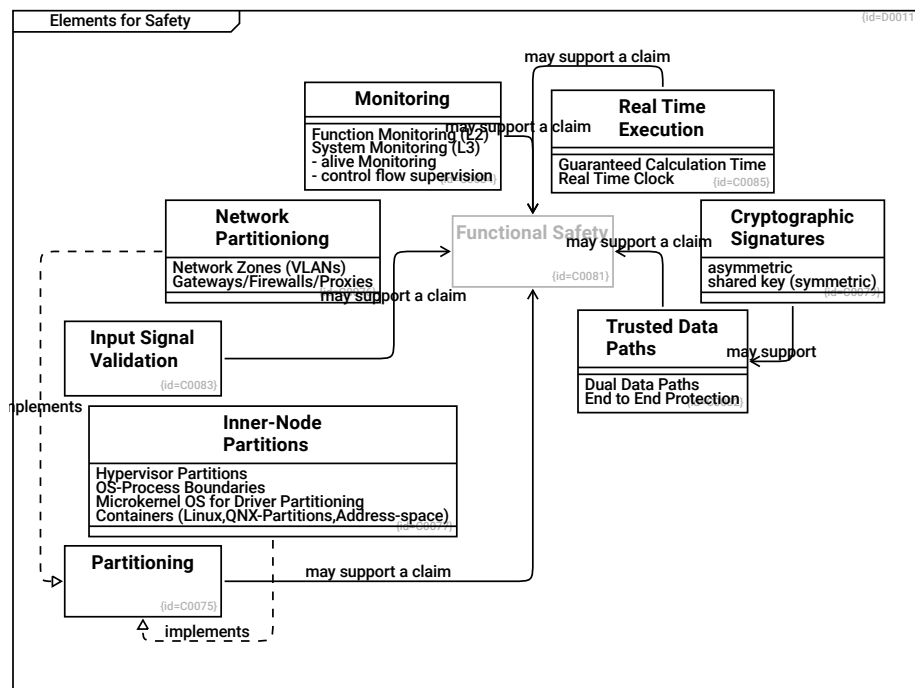 Elements for Safety
{id=D0011
may support a claim
Monitoring
Function Monitoring (L2)
System Monitoring (L3)
- alive Monitoring
- control flow supervision
may support a claim
Real Time
Execution
Guaranteed Calculation Time
Real Time Clock
{id=C0085}
Network
Partitioniong
Network Zones (VLANs)
Gateways/Firewalls/Proxies
Functional Safety
{id=C0081}
may support a claim
Cryptographic
Signatures
asymmetric
shared key (symmetric)
{id=C0079}
may support a claim
Input Signal
Validation
{id=C0083}
Trusted Data
Paths
Dual Data Paths
End to End Protection
may support
mplements
Inner-Node
Partitions
Hypervisor Partitions
OS-Process Boundaries
Microkernel OS for Driver Partitioning
Containers (Linux,QNX-Partitions,Address-space)
{id=C0077}
Partitioning
{id=C0075}
may support a claim
implements